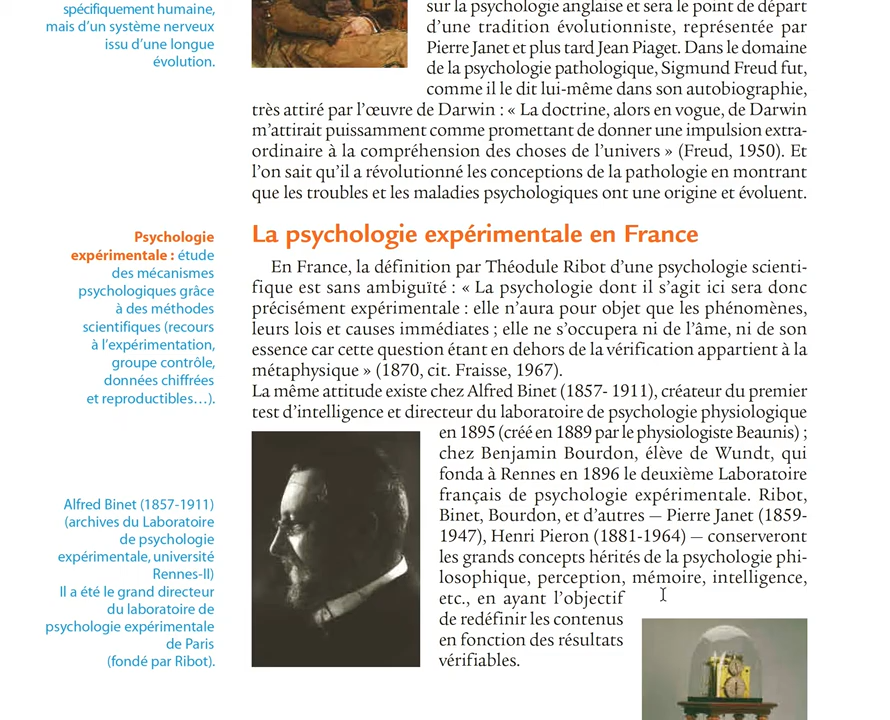 spécifiquement humaine,
mais d'un système nerveux
issu d'une longue
évolution.
sur la psychologie anglaise et sera le point de départ
d'une tradition évolutionniste, représentée par
Pierre Janet et plus tard Jean Piaget. Dans le domaine
de la psychologie pathologique, Sigmund Freud fut,
comme il le dit lui-même dans son autobiographie,
très attiré par l'œuvre de Darwin : « La doctrine, alors en vogue, de Darwin
m'attirait puissamment comme promettant de donner une impulsion extra-
ordinaire à la compréhension des choses de l'univers » (Freud, 1950). Et
l'on sait qu'il a révolutionné les conceptions de la pathologie en montrant
que les troubles et les maladies psychologiques ont une origine et évoluent.
La psychologie expérimentale en France
Psychologie
expérimentale : étude
des mécanismes
psychologiques grâce
à des méthodes
scientifiques (recours
à l'expérimentation,
groupe contrôle,
données chiffrées
et reproductibles…).
En France, la définition par Théodule Ribot d'une psychologie scienti-
fique est sans ambiguïté : « La psychologie dont il s'agit ici sera donc
précisément expérimentale : elle n'aura pour objet que les phénomènes,
leurs lois et causes immédiates ; elle ne s'occupera ni de l'âme, ni de son
essence car cette question étant en dehors de la vérification appartient à la
métaphysique » (1870, cit. Fraisse, 1967).
La même attitude existe chez Alfred Binet (1857- 1911), créateur du premier
test d'intelligence et directeur du laboratoire de psychologie physiologique
en 1895 (créé en 1889 par le physiologiste Beaunis) ;
chez Benjamin Bourdon, élève de Wundt, qui
fonda à Rennes en 1896 le deuxième Laboratoire
français de psychologie expérimentale. Ribot,
Binet, Bourdon, et d'autres — Pierre Janet (1859-
1947), Henri Pieron (1881-1964) — conserveront
les grands concepts hérités de la psychologie phi-
losophique, perception, mémoire, intelligence,
etc., en ayant l'objectif
de redéfinir les contenus
en fonction des résultats
vérifiables.
Alfred Binet (1857-1911)
(archives du Laboratoire
de psychologie
expérimentale, université
Rennes-II)
Il a été le grand directeur
du laboratoire de
psychologie expérimentale
de Paris
(fondé par Ribot).